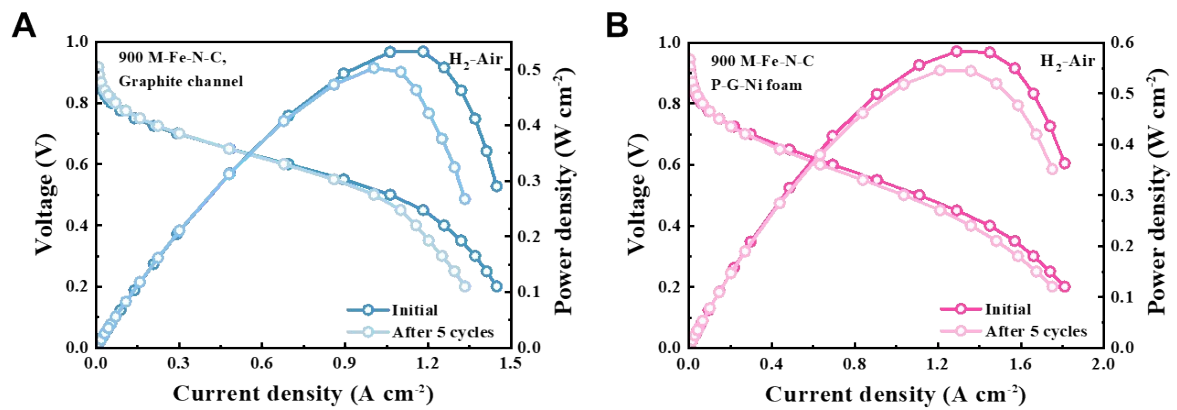 A
900 M-Fe-N-C,
Graphite channel
H₂-Air
Initial
After 5 cycles
Voltage (V)
1.0
0.8
0.6
0.4
0.2
0.0
Power density (W cm⁻²)
0.5
0.4
0.3
0.2
0.1
0.0
0.0 0.3 0.6 0.9 1.2 1.5
Current density (A cm⁻²)
B
900 M-Fe-N-C
P-G-Ni foam
H₂-Air
Initial
After 5 cycles
Voltage (V)
1.0
0.8
0.6
0.4
0.2
0.0
Power density (W cm⁻²)
0.6
0.5
0.4
0.3
0.2
0.1
0.0
0.0 0.4 0.8 1.2 1.6 2.0
Current density (A cm⁻²)